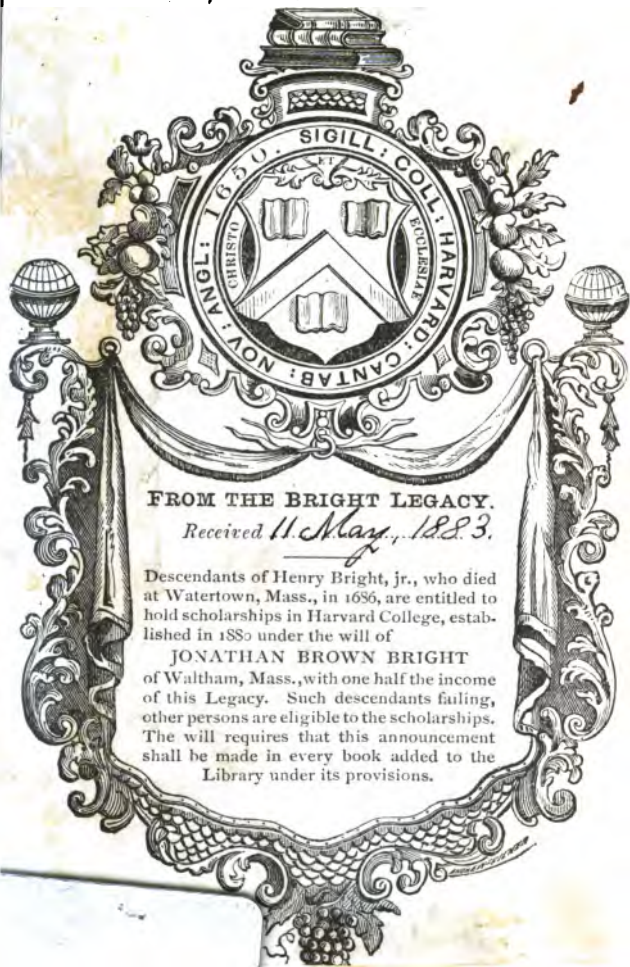 SIGILL : COLL : HARVARD : CANTAB : NOV : ANGL : 1650.
ET
CHRISTO
ECCLESIAE
FROM THE BRIGHT LEGACY.
Received 11 May, 1883.
Descendants of Henry Bright, jr., who died
at Watertown, Mass., in 1686, are entitled to
hold scholarships in Harvard College, estab-
lished in 1880 under the will of
JONATHAN BROWN BRIGHT
of Waltham, Mass., with one half the income
of this Legacy. Such descendants failing,
other persons are eligible to the scholarships.
The will requires that this announcement
shall be made in every book added to the
Library under its provisions.